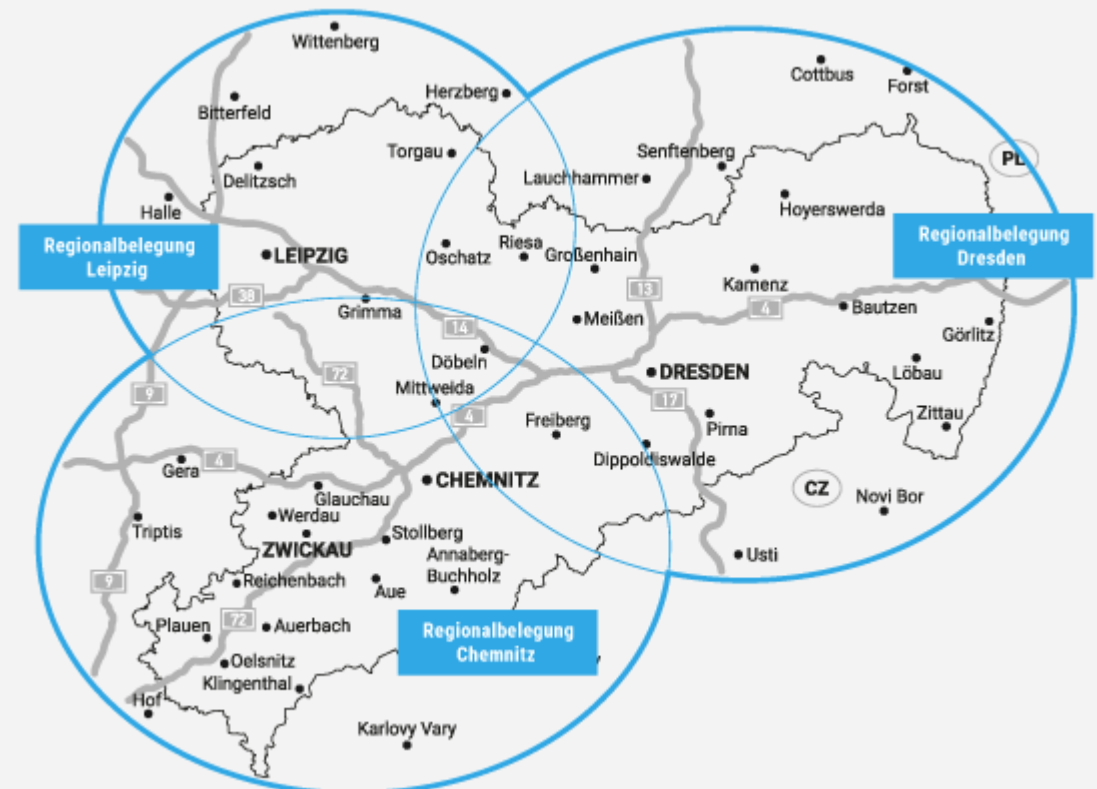 Wittenberg
Cottbus
Forst
Herzberg
Bitterfeld
Torgau
Senftenberg
PL
Delitzsch
Lauchhammer
Halle
Hoyerswerda
Regionalbelegung
Leipzig
LEIPZIG
Oschatz
Riesa
Großenhain
Regionalbelegung
Dresden
Kamenz
38
13
4
Grimma
Meißen
Bautzen
14
Görlitz
Döbeln
72
DRESDEN
Löbau
9
Mittweida
17
4
Freiberg
Pirna
Zittau
Dippoldiswalde
Gera
4
CHEMNITZ
CZ
Glauchau
Novi Bor
Triptis
Werdau
Stollberg
ZWICKAU
Annaberg-
Buchholz
Usti
9
Reichenbach
Aue
72
Plauen
Auerbach
Regionalbelegung
Chemnitz
Oelsnitz
Klingenthal
Hof
Karlovy Vary